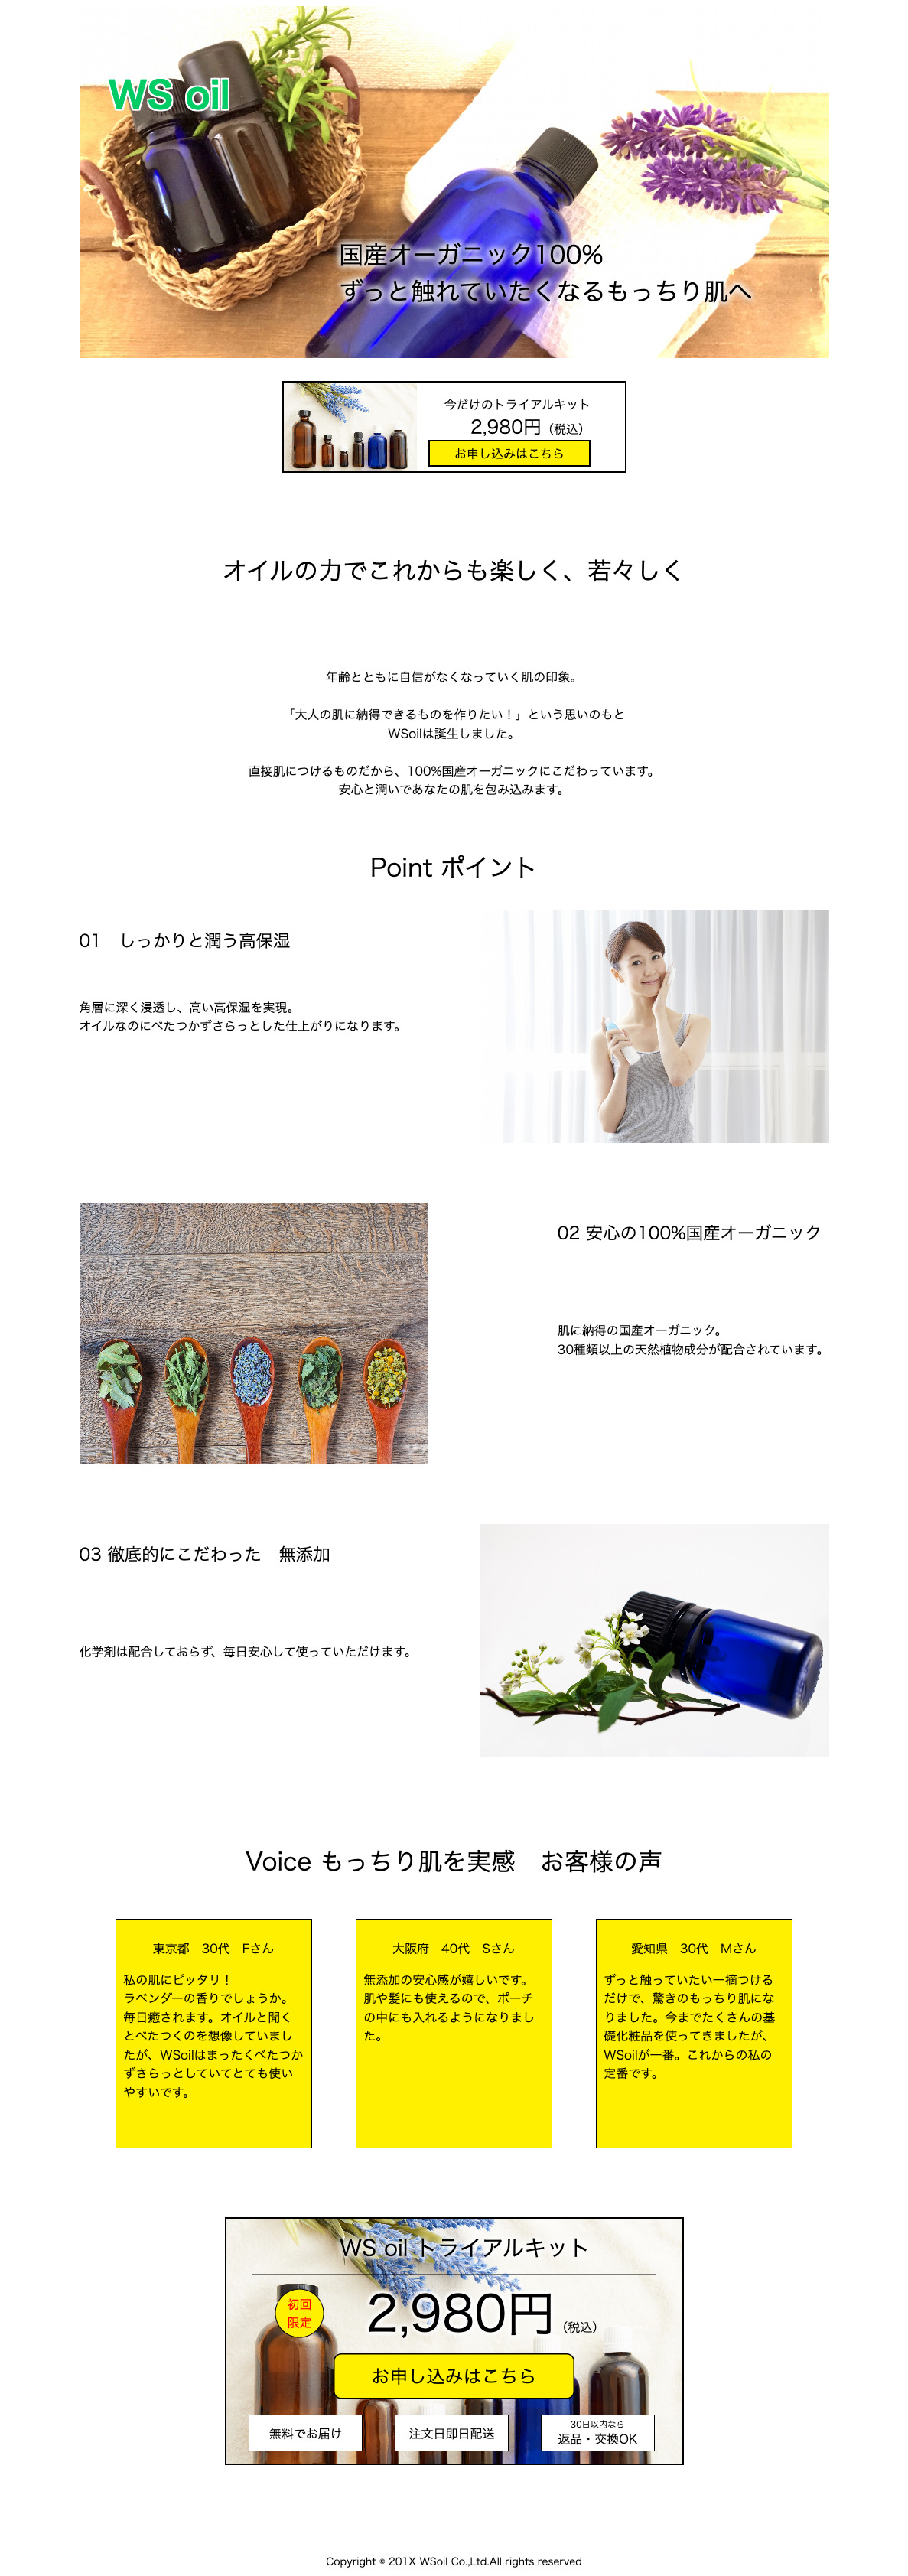 WS oil
国産オーガニック100%
ずっと触れていたくなるもっちり肌へ
今だけのトライアルキット
2,980円（税込）
お申し込みはこちら
オイルの力でこれからも楽しく、若々しく
年齢とともに自信がなくなっていく肌の印象。
「大人の肌に納得できるものを作りたい！」という思いのもと
WSoilは誕生しました。
直接肌につけるものだから、100%国産オーガニックにこだわっています。
安心と潤いであなたの肌を包み込みます。
Point ポイント
01　しっかりと潤う高保湿
角層に深く浸透し、高い高保湿を実現。
オイルなのにべたつかずさらっとした仕上がりになります。
02 安心の100%国産オーガニック
肌に納得の国産オーガニック。
30種類以上の天然植物成分が配合されています。
03 徹底的にこだわった　無添加
化学剤は配合しておらず、毎日安心して使っていただけます。
Voice もっちり肌を実感　お客様の声
東京都　30代　Fさん
私の肌にピッタリ！
ラベンダーの香りでしょうか。
毎日癒されます。オイルと聞く
とべたつくのを想像していまし
たが、WSoilはまったくべたつか
ずさらっとしていてとても使い
やすいです。
大阪府　40代　Sさん
無添加の安心感が嬉しいです。
肌や髪にも使えるので、ポーチ
の中にも入れるようになりまし
た。
愛知県　30代　Mさん
ずっと触っていたい一摘つける
だけで、驚きのもっちり肌にな
りました。今までたくさんの基
礎化粧品を使ってきましたが、
WSoilが一番。これからの私の
定番です。
WS oil トライアルキット
初回
限定
2,980円（税込）
お申し込みはこちら
無料でお届け
注文日即日配送
30日以内なら
返品・交換OK
Copyright © 201X WSoil Co.,Ltd.All rights reserved